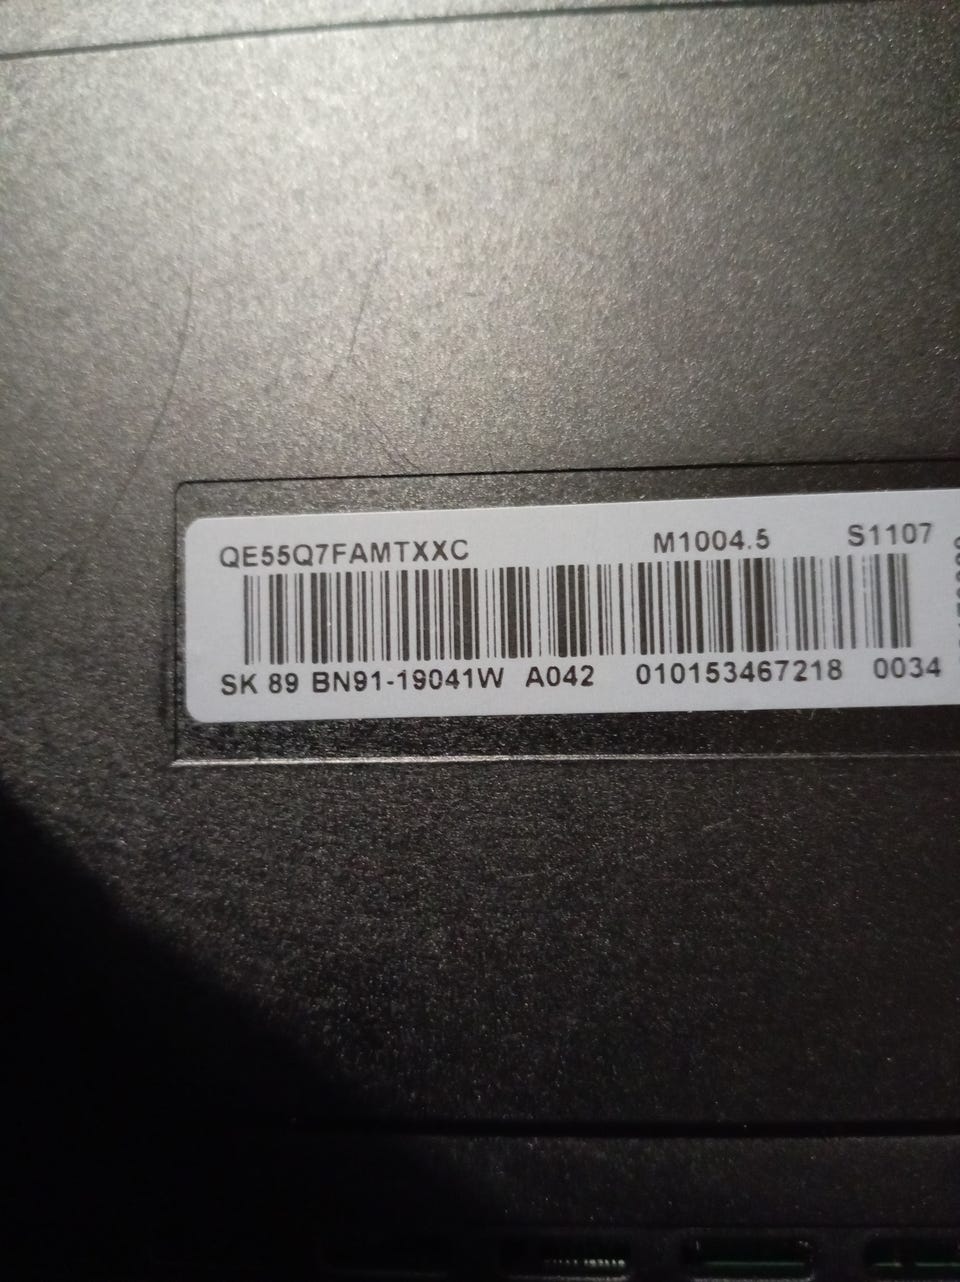 QE55Q7FAMTXXC M1004.5 S1107
SK 89 BN91-19041W A042 010153467218 0034